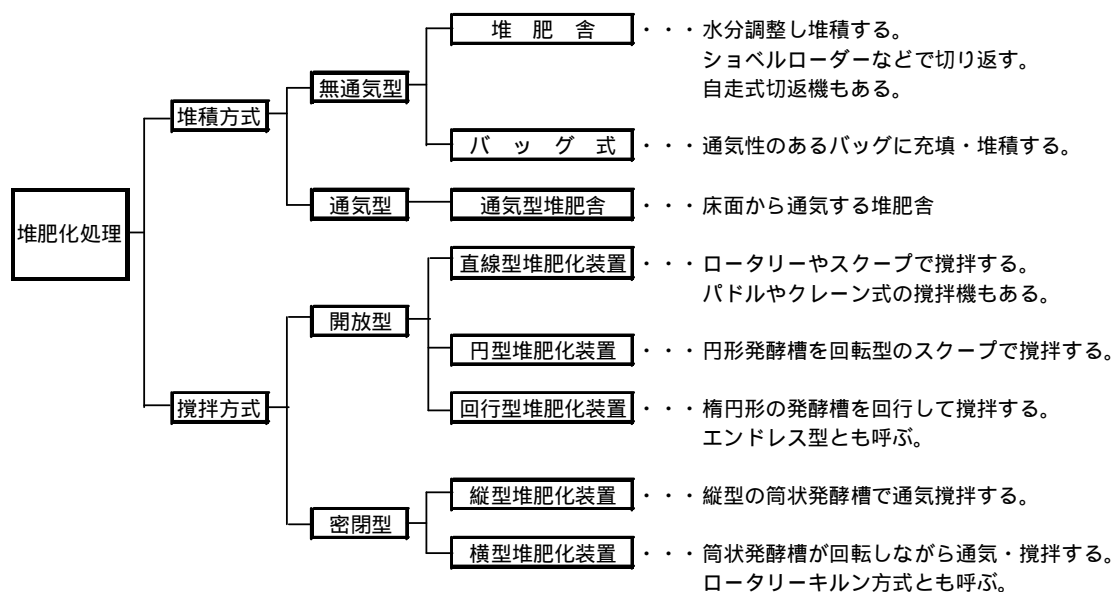 堆肥舎・・・水分調整し堆積する。
ショベルローダーなどで切り返す。
無通気型
自走式切返機もある。
堆積方式
バッグ式・・・通気性のあるバッグに充填・堆積する。
通気型
通気型堆肥舎・・・床面から通気する堆肥舎
堆肥化処理
直線型堆肥化装置・・・ロータリーやスクープで撹拌する。
パドルやクレーン式の撹拌機もある。
開放型
円型堆肥化装置・・・円形発酵槽を回転型のスクープで撹拌する。
撹拌方式
回行型堆肥化装置・・・楕円形の発酵槽を回行して撹拌する。
エンドレス型とも呼ぶ。
縦型堆肥化装置・・・縦型の筒状発酵槽で通気撹拌する。
密閉型
横型堆肥化装置・・・筒状発酵槽が回転しながら通気・撹拌する。
ロータリーキルン方式とも呼ぶ。